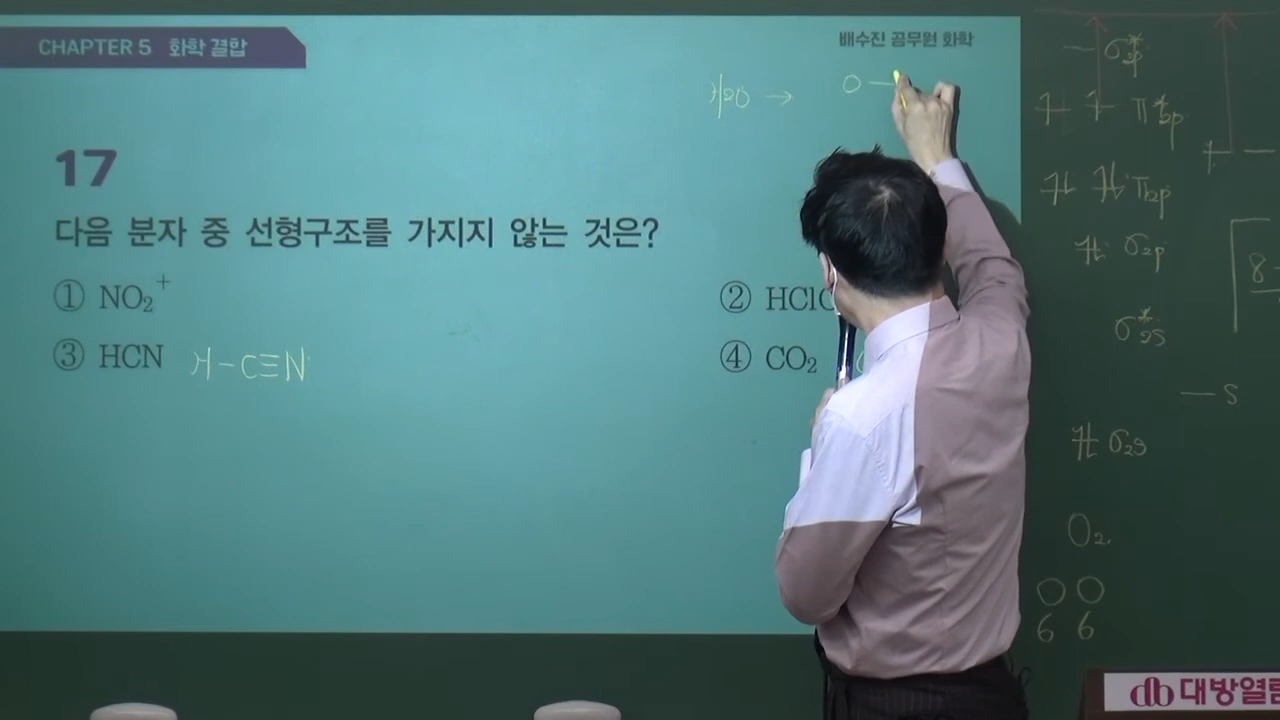 CHAPTER 5 화학 결합
배수진 공무원 화학
H₂O → O —
17
다음 분자 중 선형구조를 가지지 않는 것은?
① NO₂⁺
② HClO
③ HCN H-C≡N
④ CO₂
σ*2p
π*2p
π2p
σ2p
8
σ*2s
— s
σ2s
O₂
O O
6 6
db 대방열림